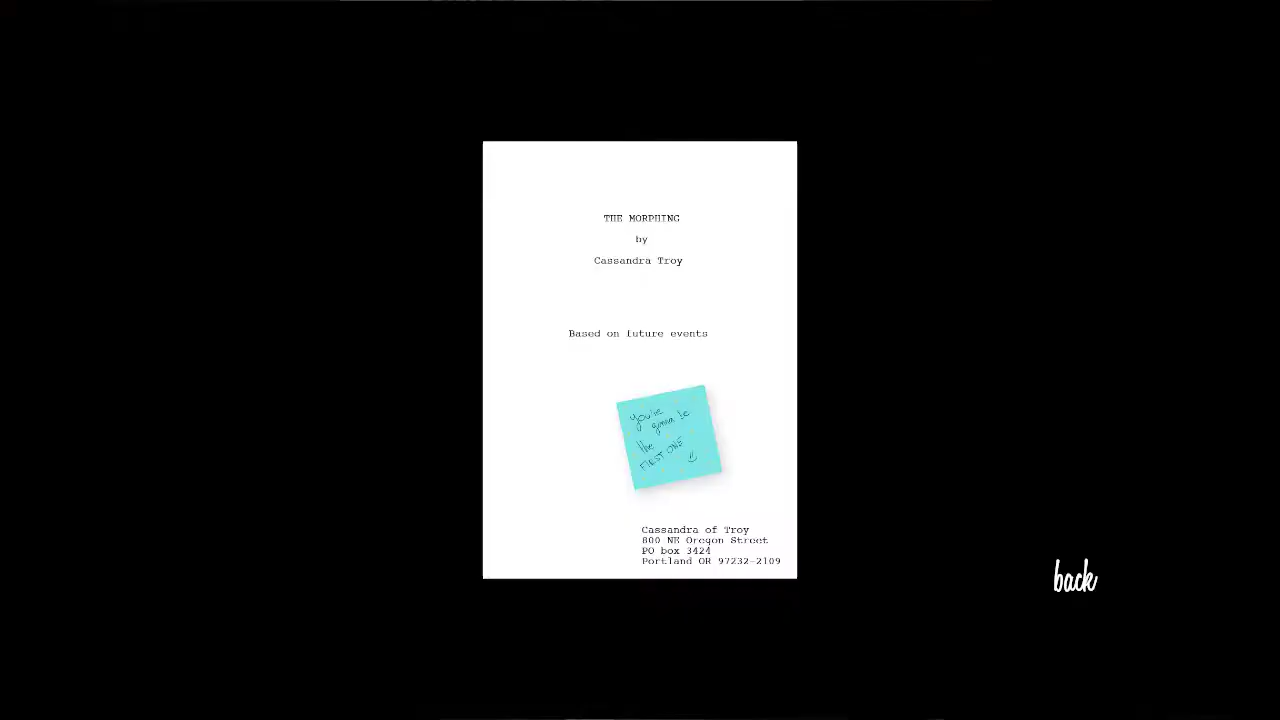 THE MORPHING
by
Cassandra Troy
Based on future events
You're
gonna be
the
FIRST ONE
Cassandra of Troy
800 NE Oregon Street
PO box 3424
Portland OR 97232-2109
back